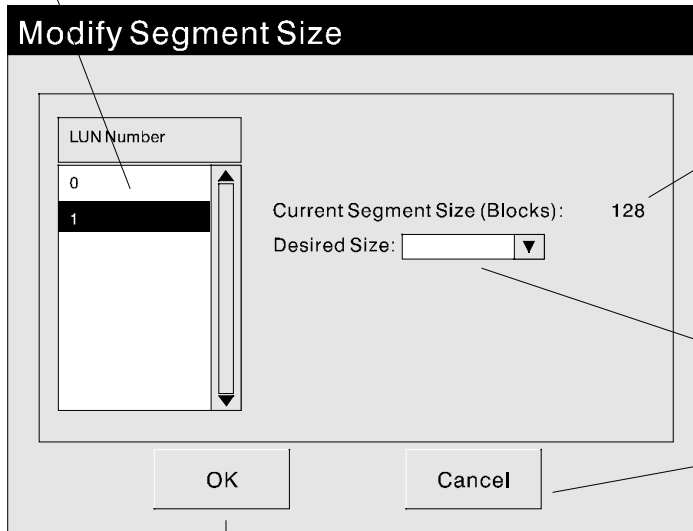 Modify Segment Size
LUN Number
0
1
Current Segment Size (Blocks): 128
Desired Size:
OK
Cancel